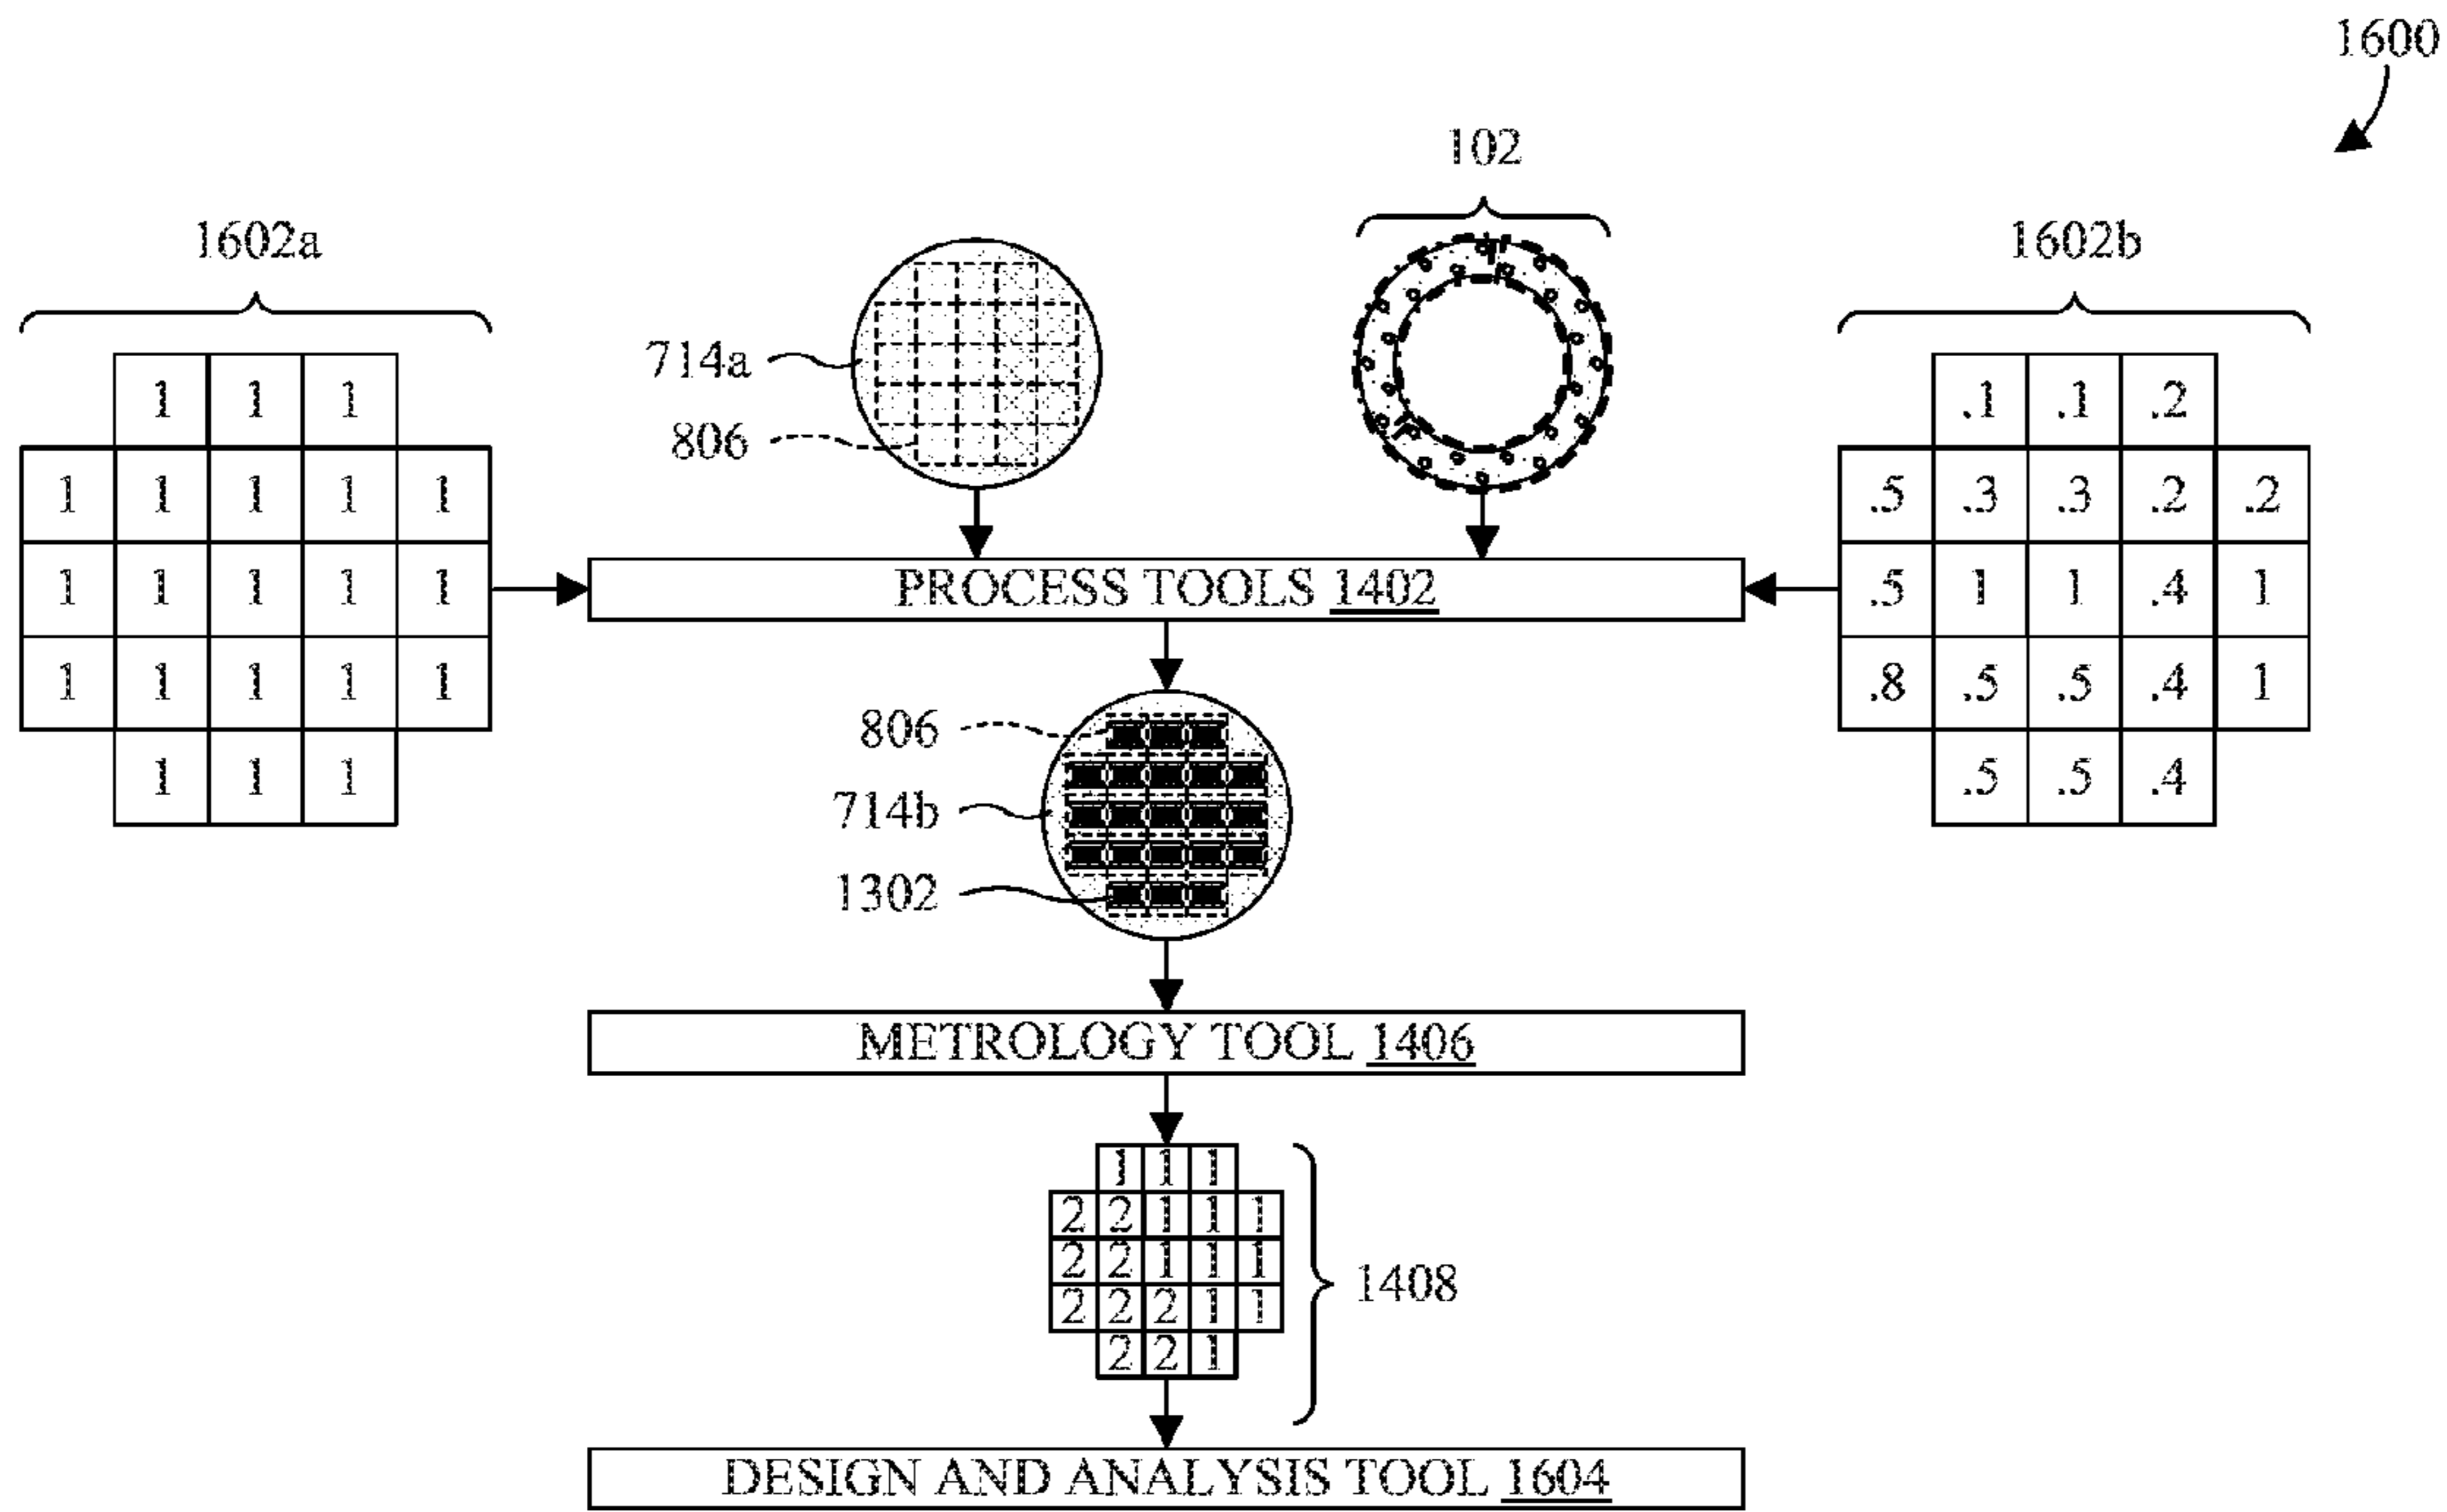 1600
102
1602a
1602b
714a
806
1 1 1
1 1 1 1 1
1 1 1 1 1
1 1 1 1 1
1 1 1
.1 .1 .2
.5 .3 .3 .2 .2
.5 1 1 .4 1
.8 .5 .5 .4 1
.5 .5 .4
PROCESS TOOLS 1402
806
714b
1302
METROLOGY TOOL 1406
1 1 1
2 2 1 1 1
2 2 1 1 1
2 2 2 1 1
2 2 1
1408
DESIGN AND ANALYSIS TOOL 1604